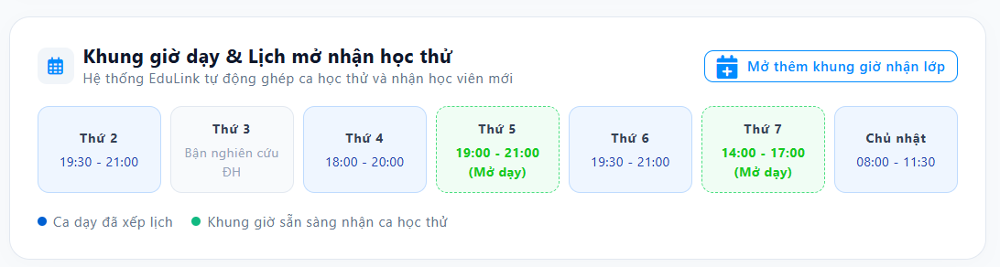 Khung giờ dạy & Lịch mở nhận học thử
Hệ thống EduLink tự động ghép ca học thử và nhận học viên mới
Mở thêm khung giờ nhận lớp
Thứ 2
19:30 - 21:00
Thứ 3
Bận nghiên cứu
ĐH
Thứ 4
18:00 - 20:00
Thứ 5
19:00 - 21:00
(Mở dạy)
Thứ 6
19:30 - 21:00
Thứ 7
14:00 - 17:00
(Mở dạy)
Chủ nhật
08:00 - 11:30
Ca dạy đã xếp lịch
Khung giờ sẵn sàng nhận ca học thử